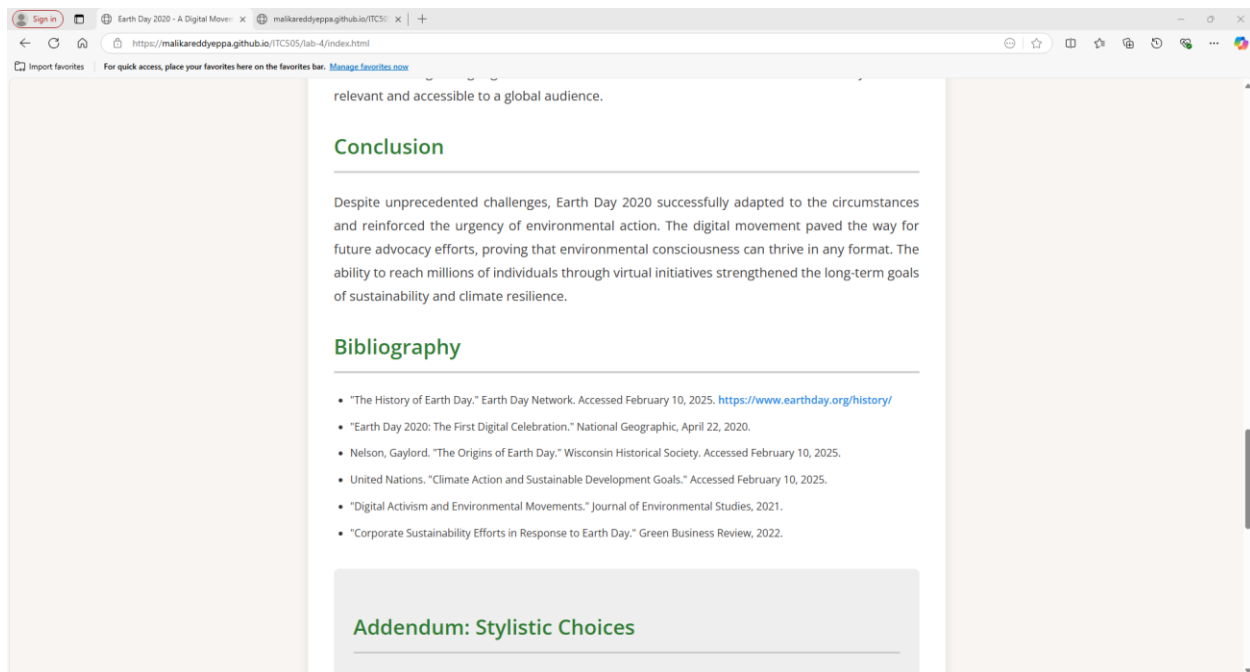 Sign in
Earth Day 2020 - A Digital Movem
malikareddyeppa.github.io/ITC505
https://malikareddyeppa.github.io/ITC505/lab-4/index.html
Import favorites
For quick access, place your favorites here on the favorites bar. Manage favorites now
relevant and accessible to a global audience.
Conclusion
Despite unprecedented challenges, Earth Day 2020 successfully adapted to the circumstances
and reinforced the urgency of environmental action. The digital movement paved the way for
future advocacy efforts, proving that environmental consciousness can thrive in any format. The
ability to reach millions of individuals through virtual initiatives strengthened the long-term goals
of sustainability and climate resilience.
Bibliography
• "The History of Earth Day." Earth Day Network. Accessed February 10, 2025. https://www.earthday.org/history/
• "Earth Day 2020: The First Digital Celebration." National Geographic, April 22, 2020.
• Nelson, Gaylord. "The Origins of Earth Day." Wisconsin Historical Society. Accessed February 10, 2025.
• United Nations. "Climate Action and Sustainable Development Goals." Accessed February 10, 2025.
• "Digital Activism and Environmental Movements." Journal of Environmental Studies, 2021.
• "Corporate Sustainability Efforts in Response to Earth Day." Green Business Review, 2022.
Addendum: Stylistic Choices